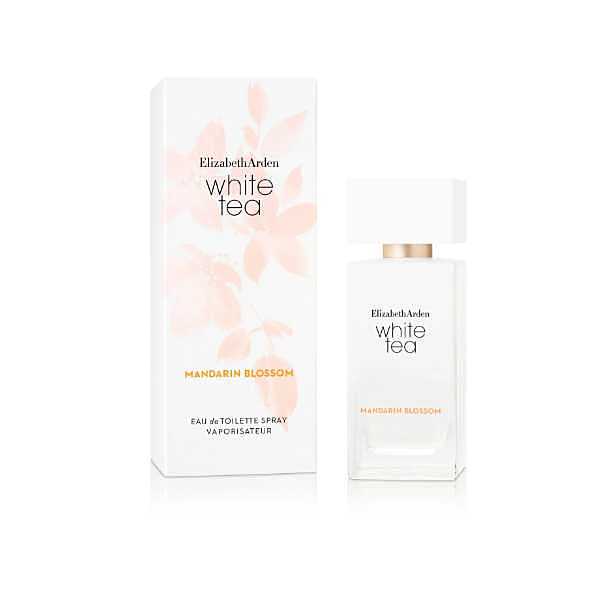 ElizabethArden
white
tea
MANDARIN BLOSSOM
EAU de TOILETTE SPRAY
VAPORISATEUR
ElizabethArden
white
tea
MANDARIN BLOSSOM